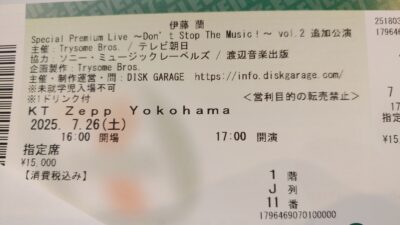 伊藤 蘭
Special Premium Live ～Don't Stop The Music!～ vol.2 追加公演
主催：Trysome Bros. / テレビ朝日
協力：ソニー・ミュージックレーベルズ / 渡辺音楽出版
企画製作：Trysome Bros.
主催・制作運営・問：DISK GARAGE https://info.diskgarage.com/
※未就学児入場不可
※1ドリンク付 <営利目的の転売禁止>
KT Zepp Yokohama
2025. 7.26(土)
16:00 開場 17:00 開演
指定席
¥15,000
【消費税込み】
1 階
J 列
11 番
1796469070100000